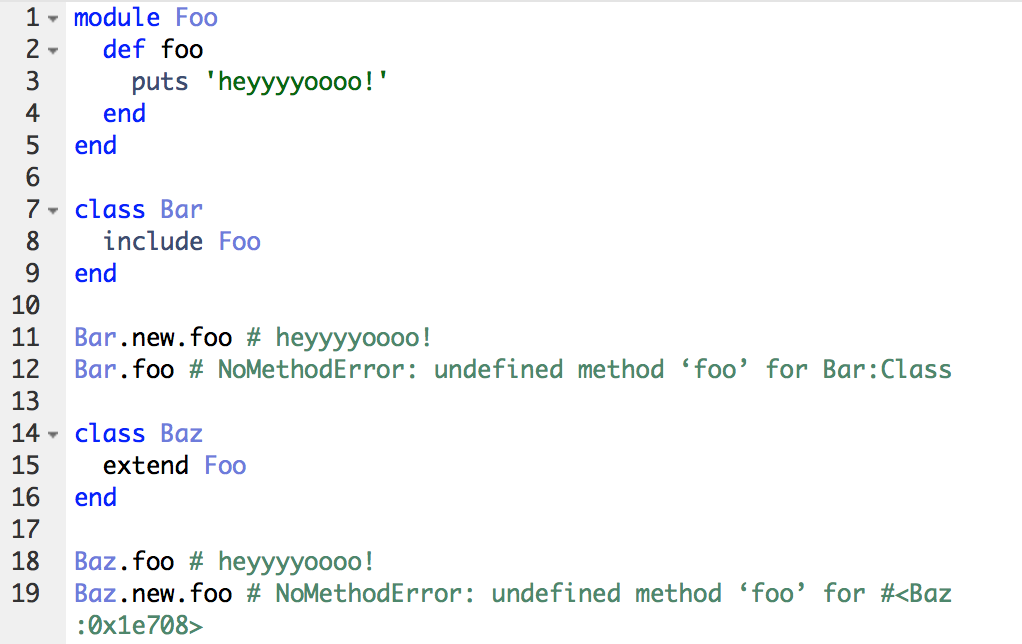 1 module Foo
2   def foo
3     puts 'heyyyyoooo!'
4   end
5 end
6
7 class Bar
8   include Foo
9 end
10
11 Bar.new.foo # heyyyyoooo!
12 Bar.foo # NoMethodError: undefined method ‘foo’ for Bar:Class
13
14 class Baz
15   extend Foo
16 end
17
18 Baz.foo # heyyyyoooo!
19 Baz.new.foo # NoMethodError: undefined method ‘foo’ for #<Baz
:0x1e708>